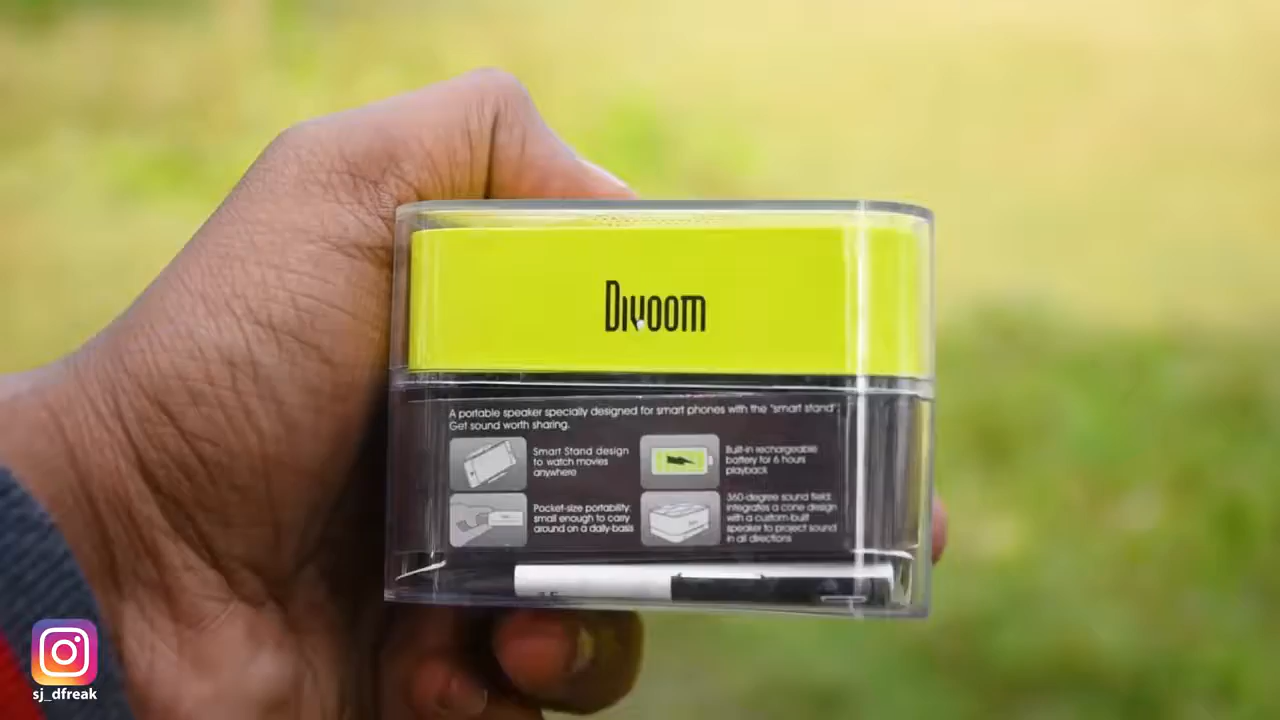 Divoom
A portable speaker specially designed for smart phones with the "smart stand".
Get sound worth sharing.
Smart Stand design
to watch movies
anywhere
Built-in rechargeable
battery for 6 hours
playback
Pocket-size portability:
small enough to carry
around on a daily-basis
360-degree sound field:
integrates a cone design
with a custom-built
speaker to project sound
in all directions
sj_dfreak